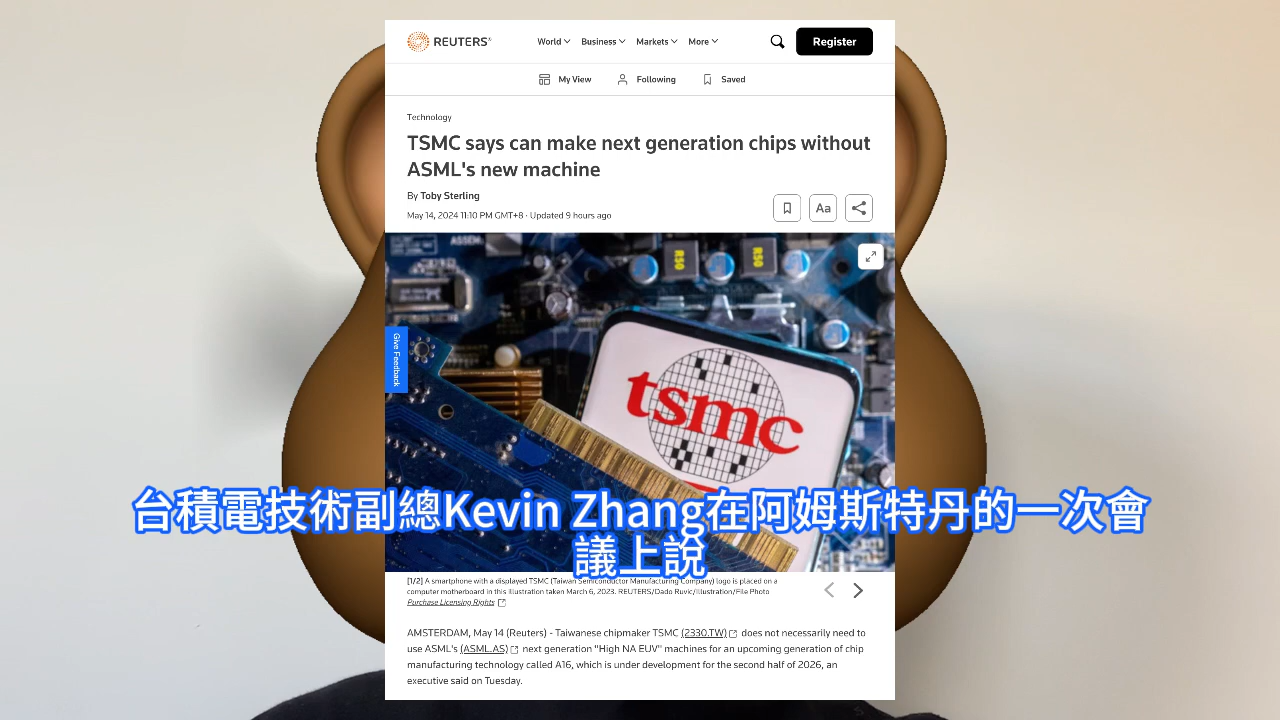 REUTERS®
World Business Markets More
Register
My View Following Saved
Technology
TSMC says can make next generation chips without
ASML's new machine
By Toby Sterling
May 14, 2024 11:10 PM GMT+8 · Updated 9 hours ago
Aa
ASSEM
R50
R50
Give Feedback
tsmc
台積電技術副總Kevin Zhang在阿姆斯特丹的一次會
議上說
[1/2] A smartphone with a displayed TSMC (Taiwan Semiconductor Manufacturing Company) logo is placed on a
computer motherboard in this illustration taken March 6, 2023. REUTERS/Dado Ruvic/Illustration/File Photo
Purchase Licensing Rights
AMSTERDAM, May 14 (Reuters) - Taiwanese chipmaker TSMC (2330.TW) does not necessarily need to
use ASML's (ASML.AS) next generation "High NA EUV" machines for an upcoming generation of chip
manufacturing technology called A16, which is under development for the second half of 2026, an
executive said on Tuesday.